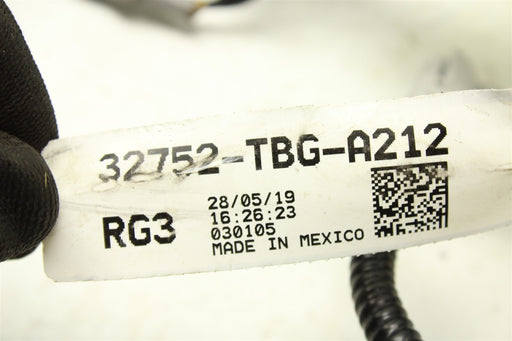 32752-TBG-A212
RG3
28/05/19
16:26:23
030105
MADE IN MEXICO